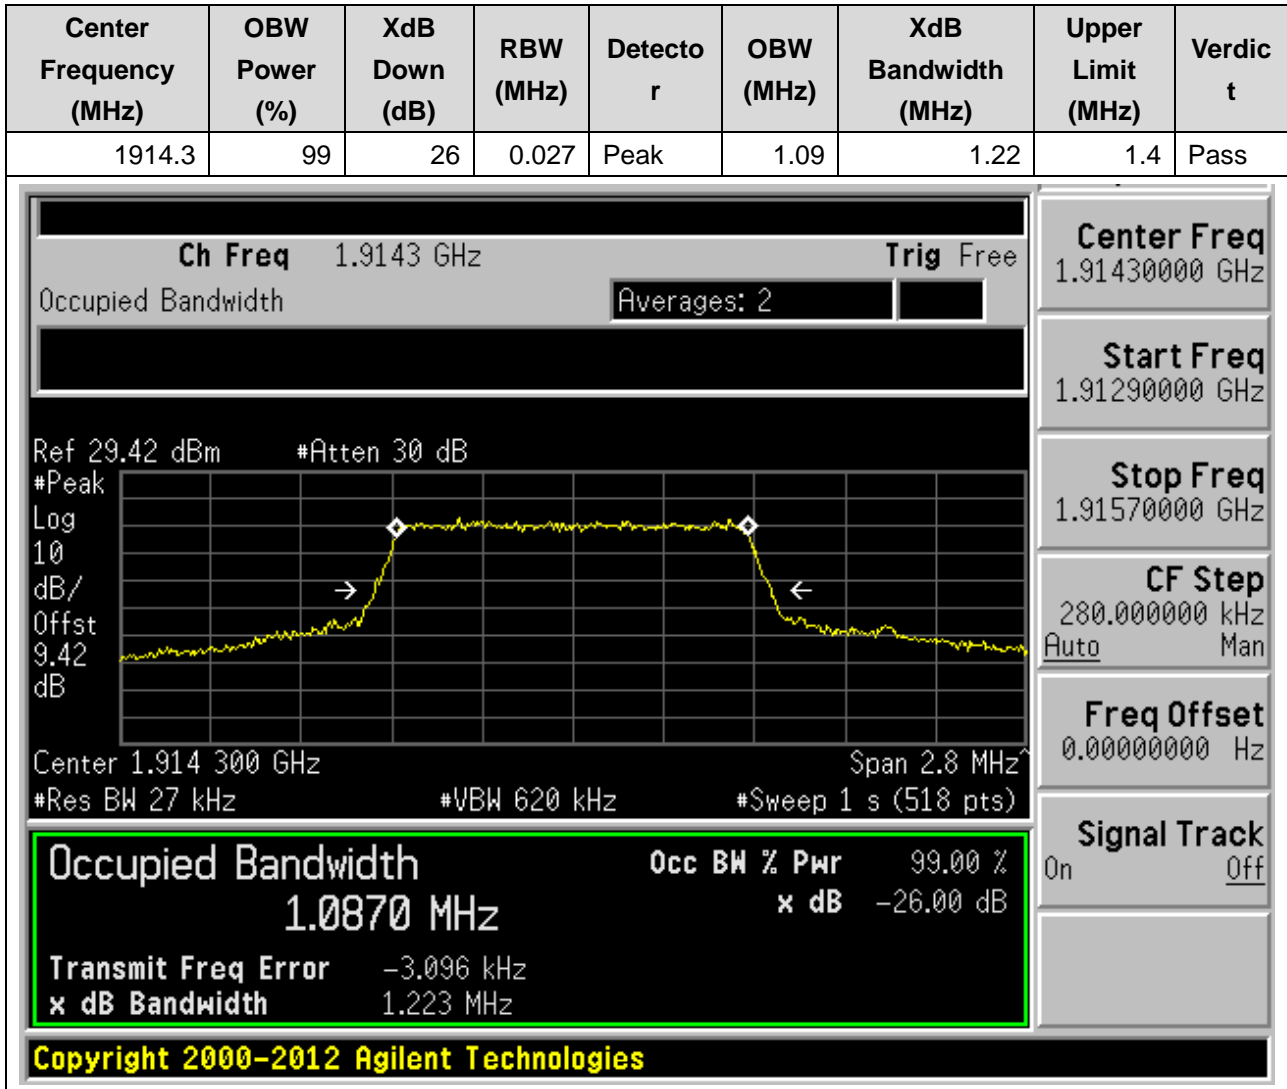 Center Frequency (MHz) OBW Power (%) XdB Down (dB) RBW (MHz) Detecto r OBW (MHz) XdB Bandwidth (MHz) Upper Limit (MHz) Verdic t
1914.3 99 26 0.027 Peak 1.09 1.22 1.4 Pass
Ch Freq 1.9143 GHz Trig Free
Occupied Bandwidth Averages: 2
Ref 29.42 dBm #Atten 30 dB
#Peak
Log
10
dB/
Offst
9.42
dB
Center 1.914 300 GHz Span 2.8 MHz^
#Res BW 27 kHz #VBW 620 kHz #Sweep 1 s (518 pts)
Occupied Bandwidth Occ BW % Pwr 99.00 %
1.0870 MHz x dB -26.00 dB
Transmit Freq Error -3.096 kHz
x dB Bandwidth 1.223 MHz
Copyright 2000-2012 Agilent Technologies
Center Freq
1.91430000 GHz
Start Freq
1.91290000 GHz
Stop Freq
1.91570000 GHz
CF Step
280.000000 kHz
Auto Man
Freq Offset
0.00000000 Hz
Signal Track
On Off